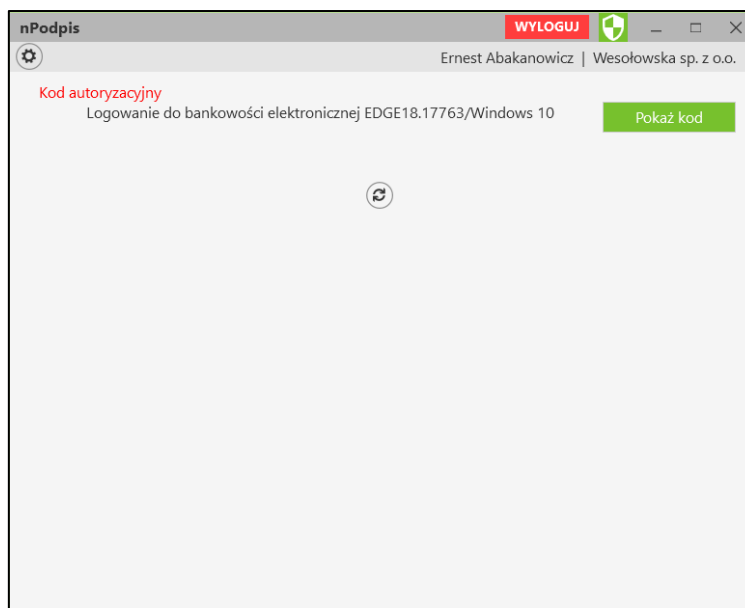 nPodpis WYLOGUJ
Ernest Abakanowicz | Wesołowska sp. z o.o.
Kod autoryzacyjny
Logowanie do bankowości elektronicznej EDGE18.17763/Windows 10 Pokaż kod